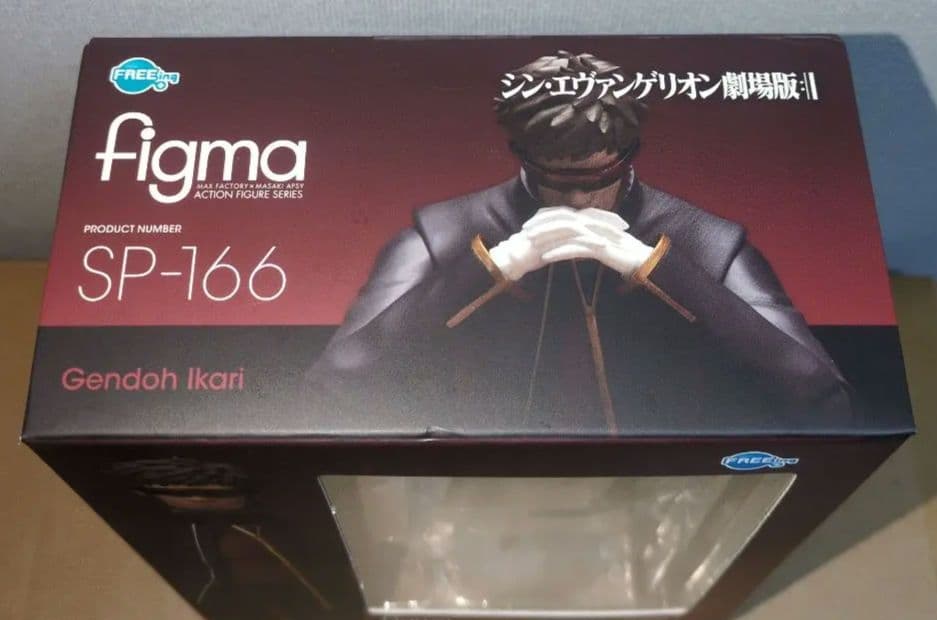 FREEing
シン・エヴァンゲリオン劇場版:||
figma
MAX FACTORY × MASAKI APSY
ACTION FIGURE SERIES
PRODUCT NUMBER
SP-166
Gendoh Ikari
FREEing